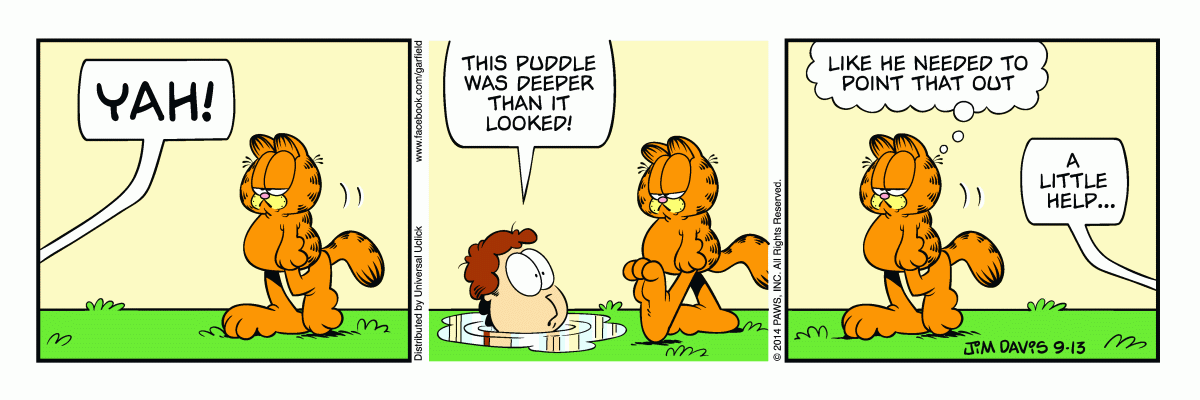 YAH!
Distributed by Universal Uclick
www.facebook.com/garfield
THIS PUDDLE
WAS DEEPER
THAN IT
LOOKED!
© 2014 PAWS, INC. All Rights Reserved.
LIKE HE NEEDED TO
POINT THAT OUT
A
LITTLE
HELP...
JIM DAVIS 9-13